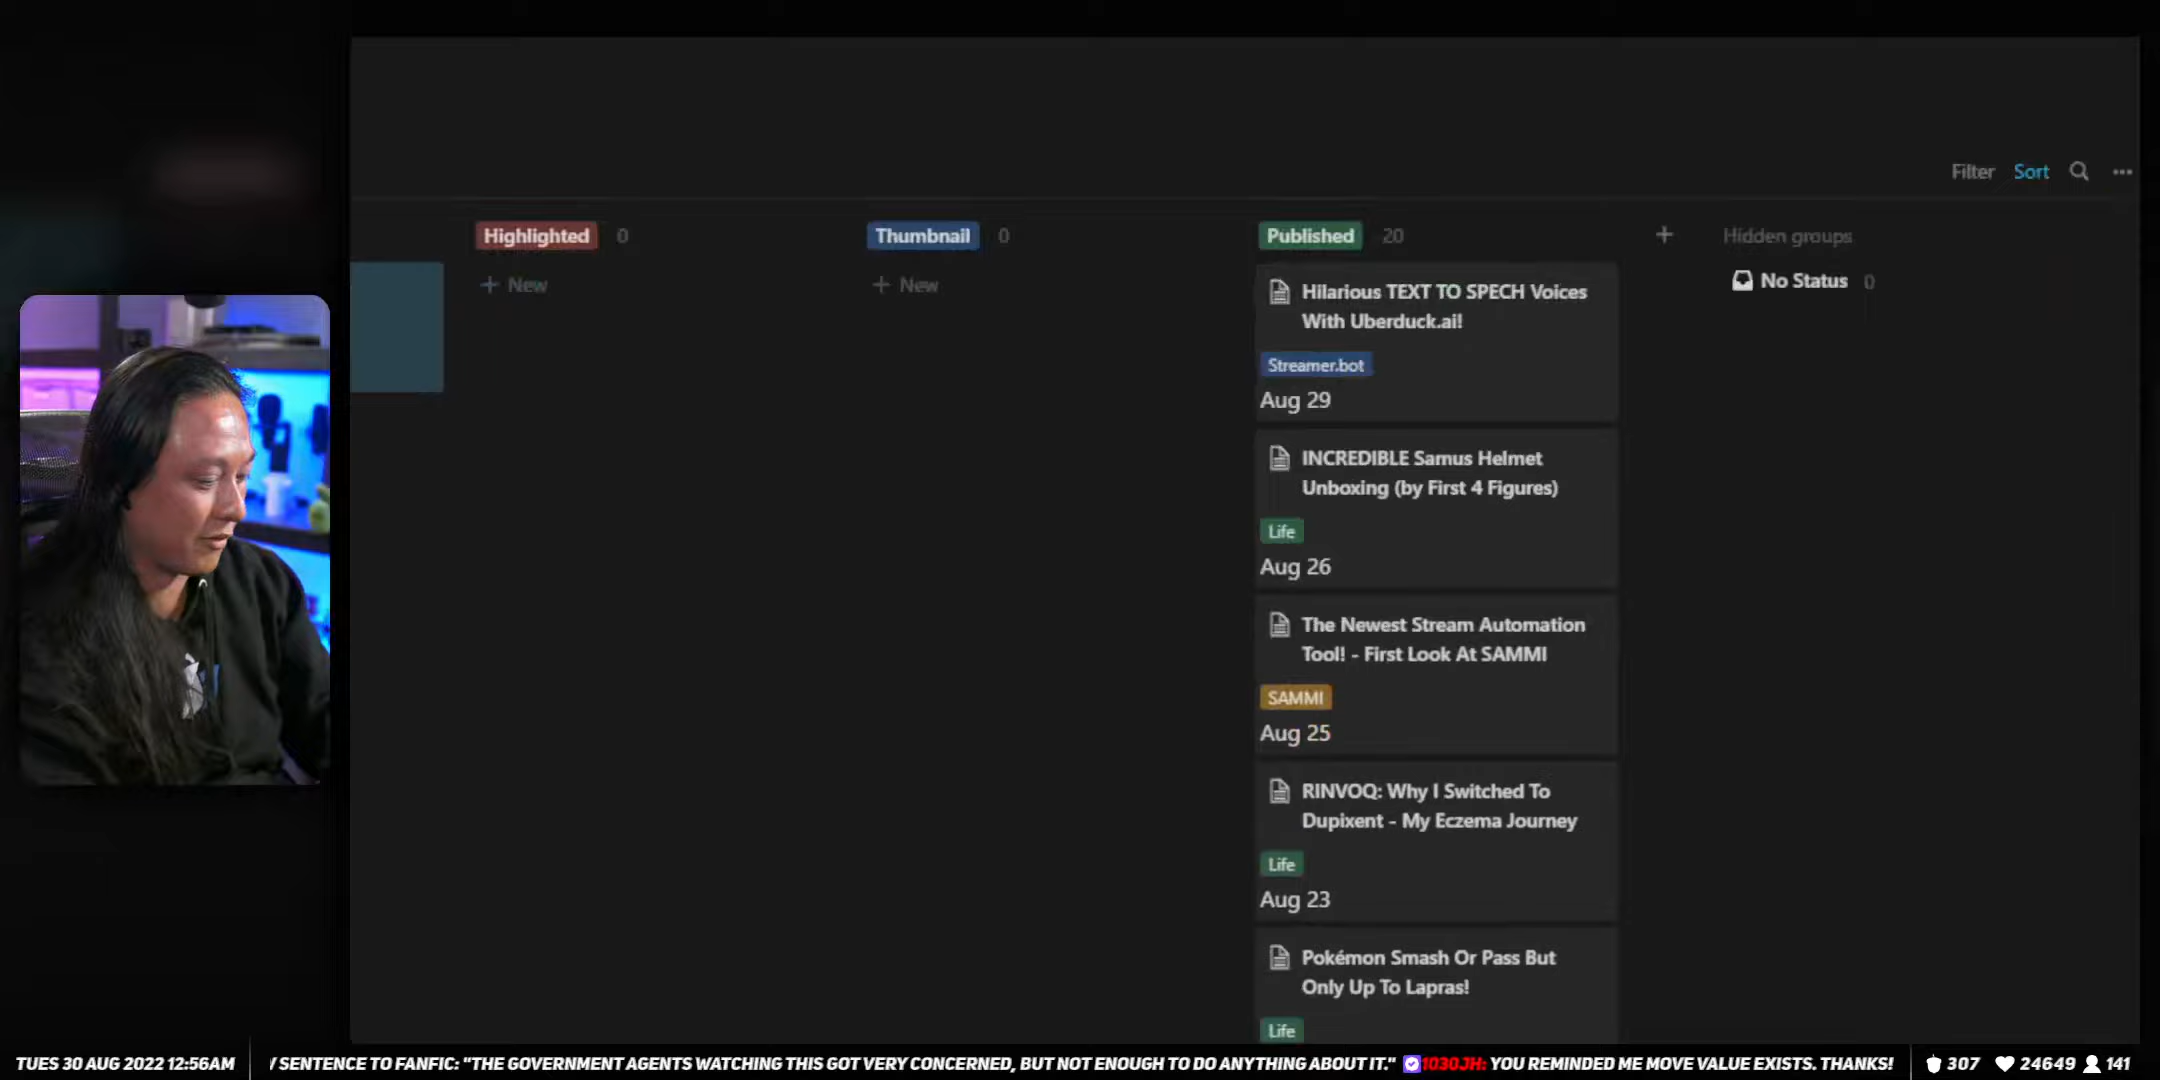 Filter Sort
Highlighted 0
+ New
Thumbnail 0
+ New
Published 20
Hilarious TEXT TO SPECH Voices
With Uberduck.ai!
Streamer.bot
Aug 29
INCREDIBLE Samus Helmet
Unboxing (by First 4 Figures)
Life
Aug 26
The Newest Stream Automation
Tool! - First Look At SAMMI
SAMMI
Aug 25
RINVOQ: Why I Switched To
Dupixent - My Eczema Journey
Life
Aug 23
Pokémon Smash Or Pass But
Only Up To Lapras!
Life
Hidden groups
No Status 0
TUES 30 AUG 2022 12:56AM
Y SENTENCE TO FANFIC: "THE GOVERNMENT AGENTS WATCHING THIS GOT VERY CONCERNED, BUT NOT ENOUGH TO DO ANYTHING ABOUT IT." 1030JH: YOU REMINDED ME MOVE VALUE EXISTS. THANKS!
307 24649 141